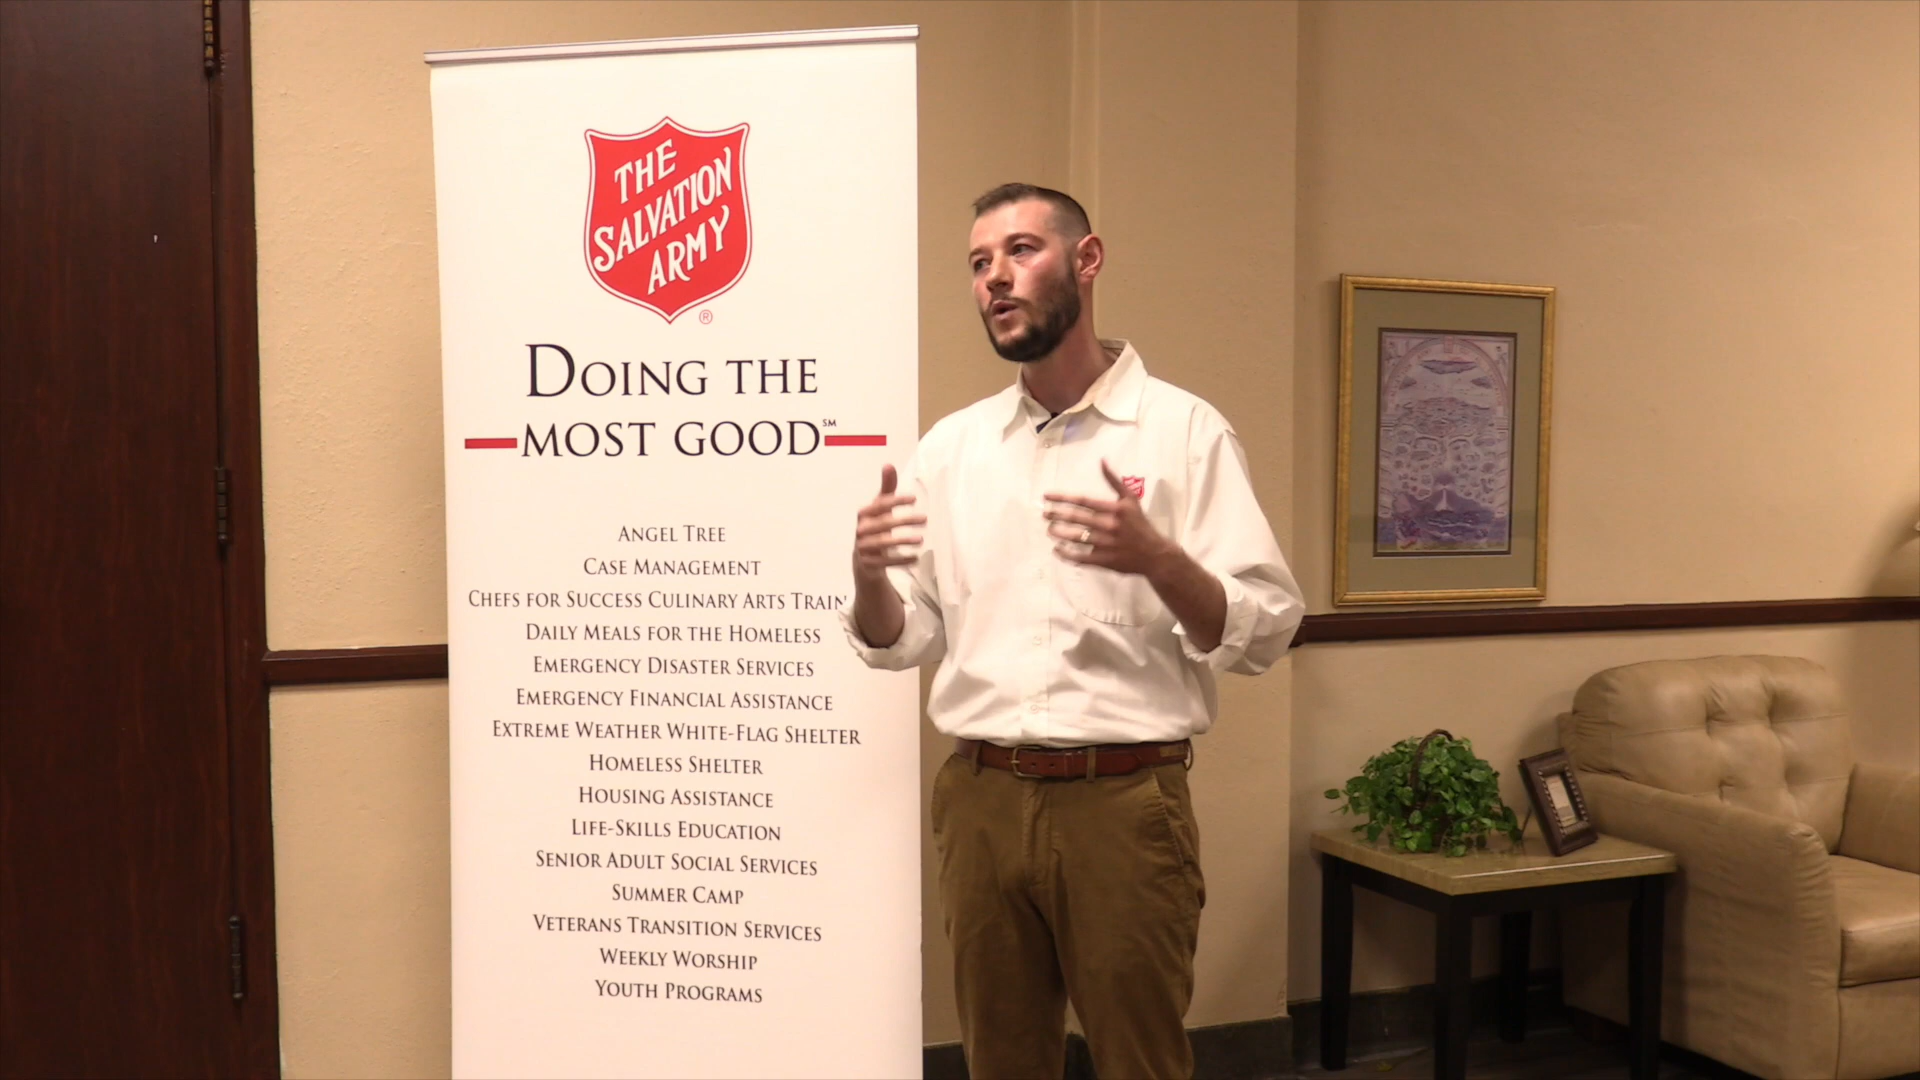 THE
SALVATION
ARMY
®
DOING THE
MOST GOOD℠
ANGEL TREE
CASE MANAGEMENT
CHEFS FOR SUCCESS CULINARY ARTS TRAIN
DAILY MEALS FOR THE HOMELESS
EMERGENCY DISASTER SERVICES
EMERGENCY FINANCIAL ASSISTANCE
EXTREME WEATHER WHITE-FLAG SHELTER
HOMELESS SHELTER
HOUSING ASSISTANCE
LIFE-SKILLS EDUCATION
SENIOR ADULT SOCIAL SERVICES
SUMMER CAMP
VETERANS TRANSITION SERVICES
WEEKLY WORSHIP
YOUTH PROGRAMS